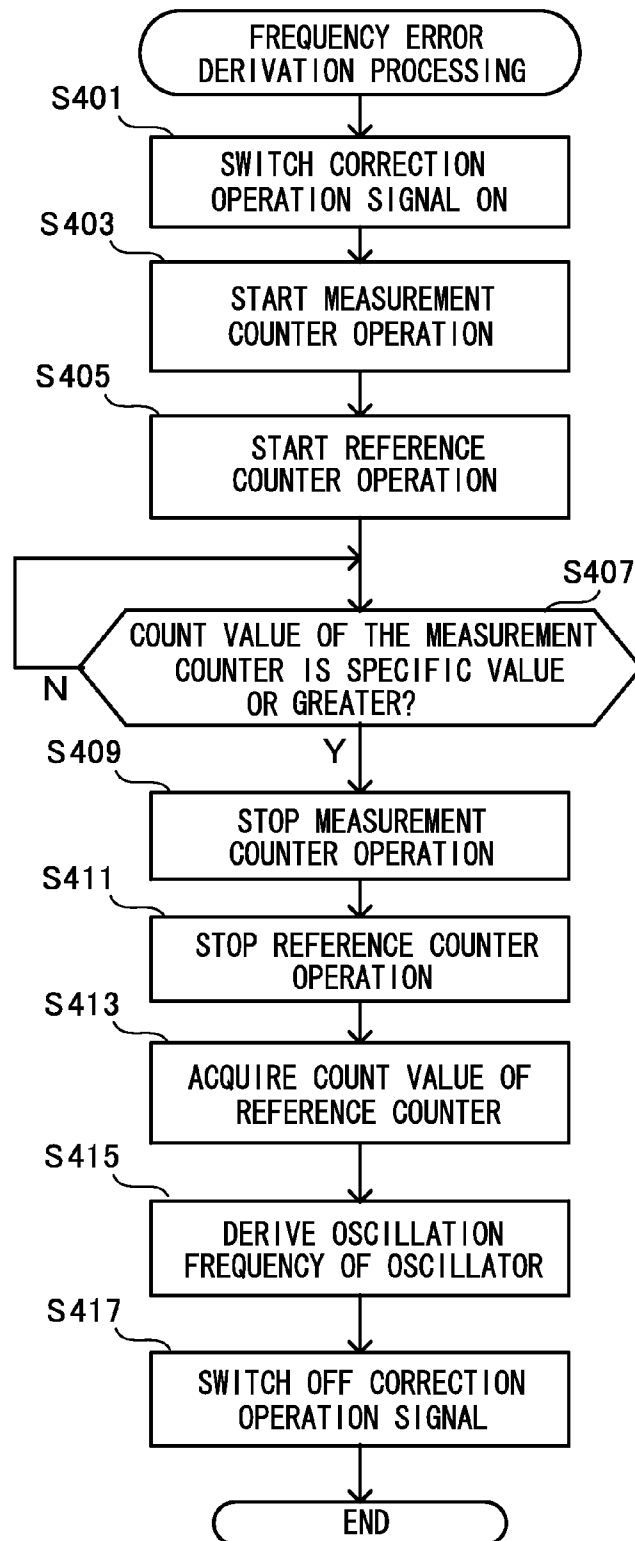 FREQUENCY ERROR
DERIVATION PROCESSING
S401
SWITCH CORRECTION
OPERATION SIGNAL ON
S403
START MEASUREMENT
COUNTER OPERATION
S405
START REFERENCE
COUNTER OPERATION
S407
COUNT VALUE OF THE MEASUREMENT
COUNTER IS SPECIFIC VALUE
OR GREATER?
N
Y
S409
STOP MEASUREMENT
COUNTER OPERATION
S411
STOP REFERENCE COUNTER
OPERATION
S413
ACQUIRE COUNT VALUE OF
REFERENCE COUNTER
S415
DERIVE OSCILLATION
FREQUENCY OF OSCILLATOR
S417
SWITCH OFF CORRECTION
OPERATION SIGNAL
END